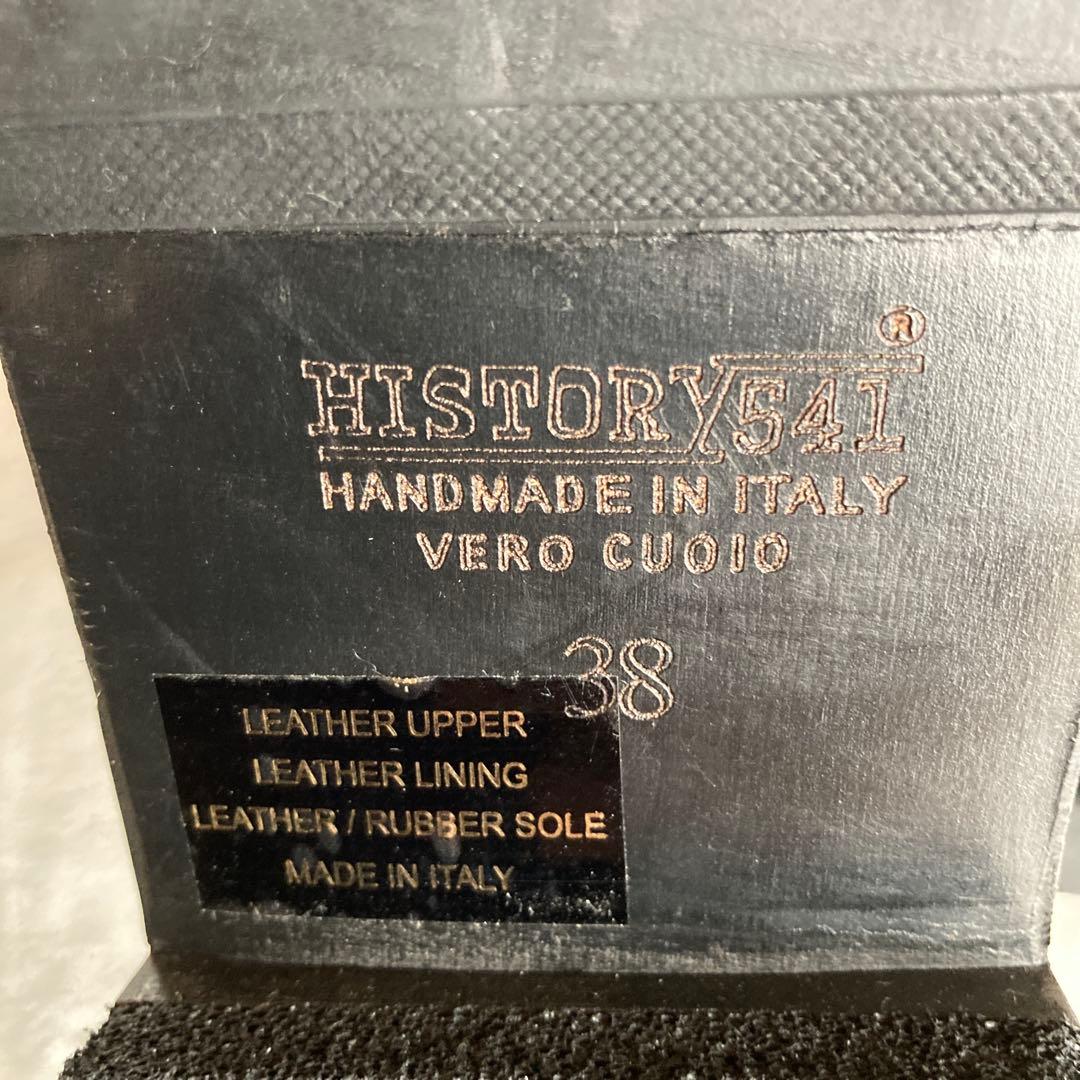 ®
HISTORY541
HANDMADE IN ITALY
VERO CUOIO
38
LEATHER UPPER
LEATHER LINING
LEATHER / RUBBER SOLE
MADE IN ITALY